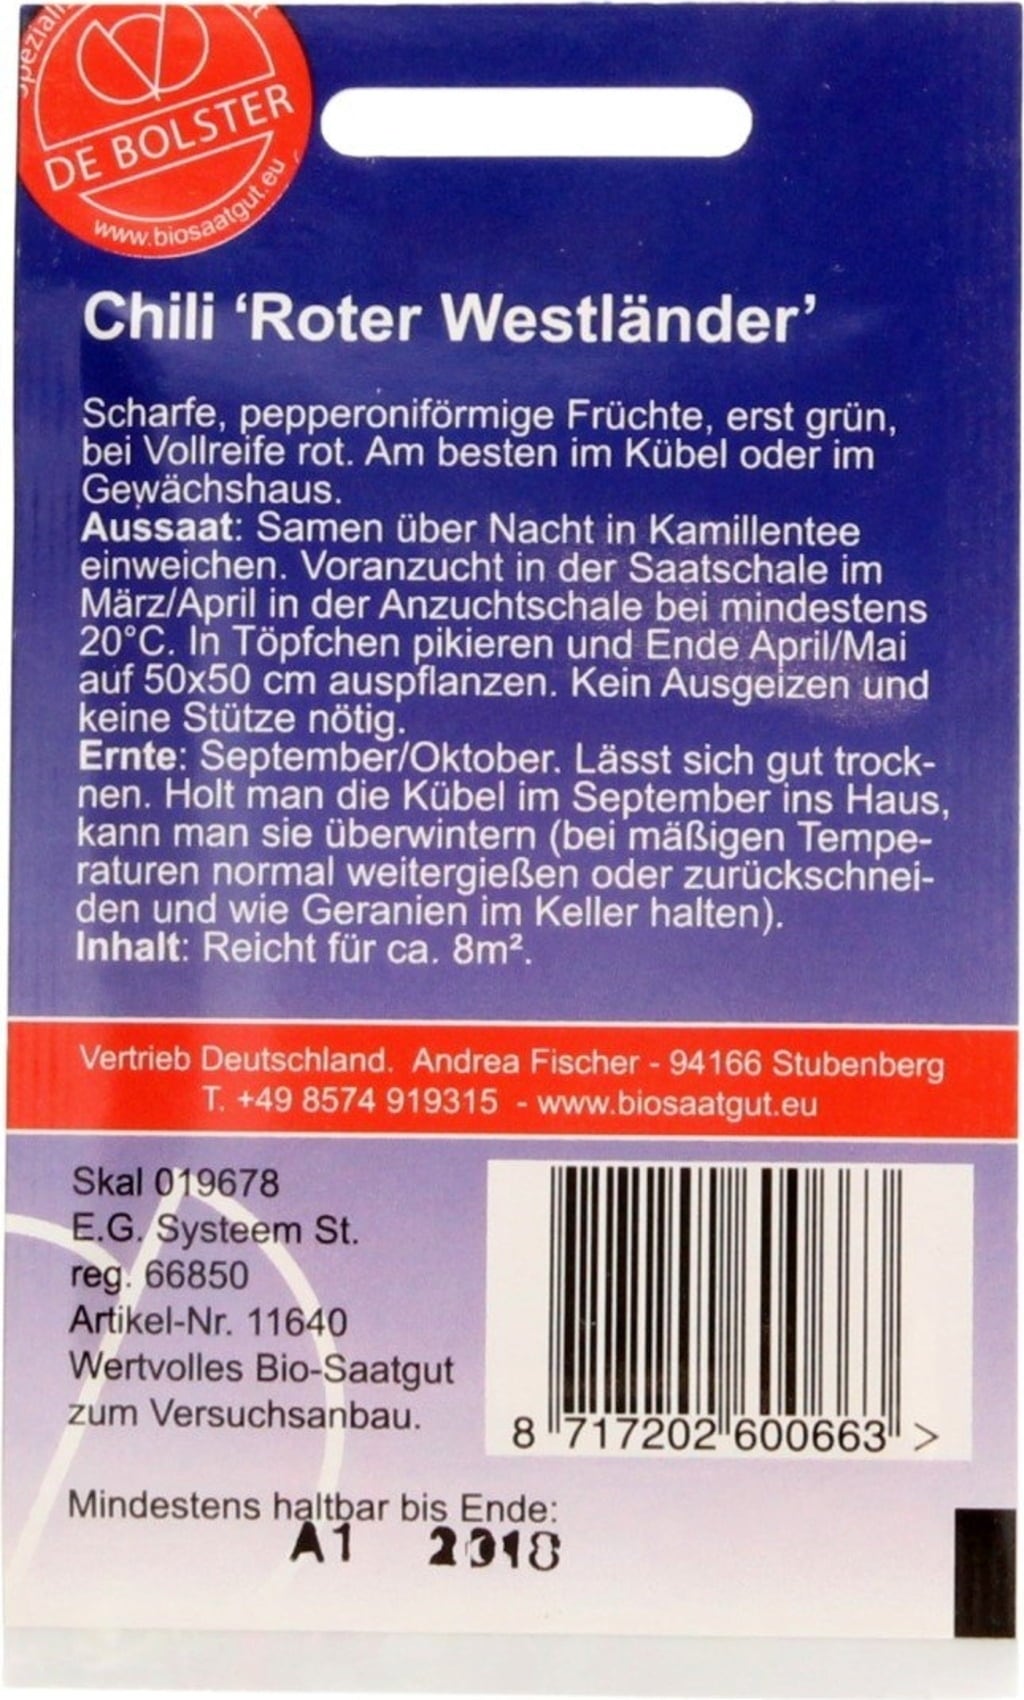 DE BOLSTER
www.biosaatgut.eu
Chili ‘Roter Westländer’
Scharfe, pepperoniförmige Früchte, erst grün,
bei Vollreife rot. Am besten im Kübel oder im
Gewächshaus.
Aussaat: Samen über Nacht in Kamillentee
einweichen. Voranzucht in der Saatschale im
März/April in der Anzuchtschale bei mindestens
20°C. In Töpfchen pikieren und Ende April/Mai
auf 50x50 cm auspflanzen. Kein Ausgeizen und
keine Stütze nötig.
Ernte: September/Oktober. Lässt sich gut trock-
nen. Holt man die Kübel im September ins Haus,
kann man sie überwintern (bei mäßigen Tempe-
raturen normal weitergießen oder zurückschnei-
den und wie Geranien im Keller halten).
Inhalt: Reicht für ca. 8m².
Vertrieb Deutschland. Andrea Fischer - 94166 Stubenberg
T. +49 8574 919315 - www.biosaatgut.eu
Skal 019678
E.G. Systeem St.
reg. 66850
Artikel-Nr. 11640
Wertvolles Bio-Saatgut
zum Versuchsanbau.
8 717202 600663 >
Mindestens haltbar bis Ende:
A1 2018